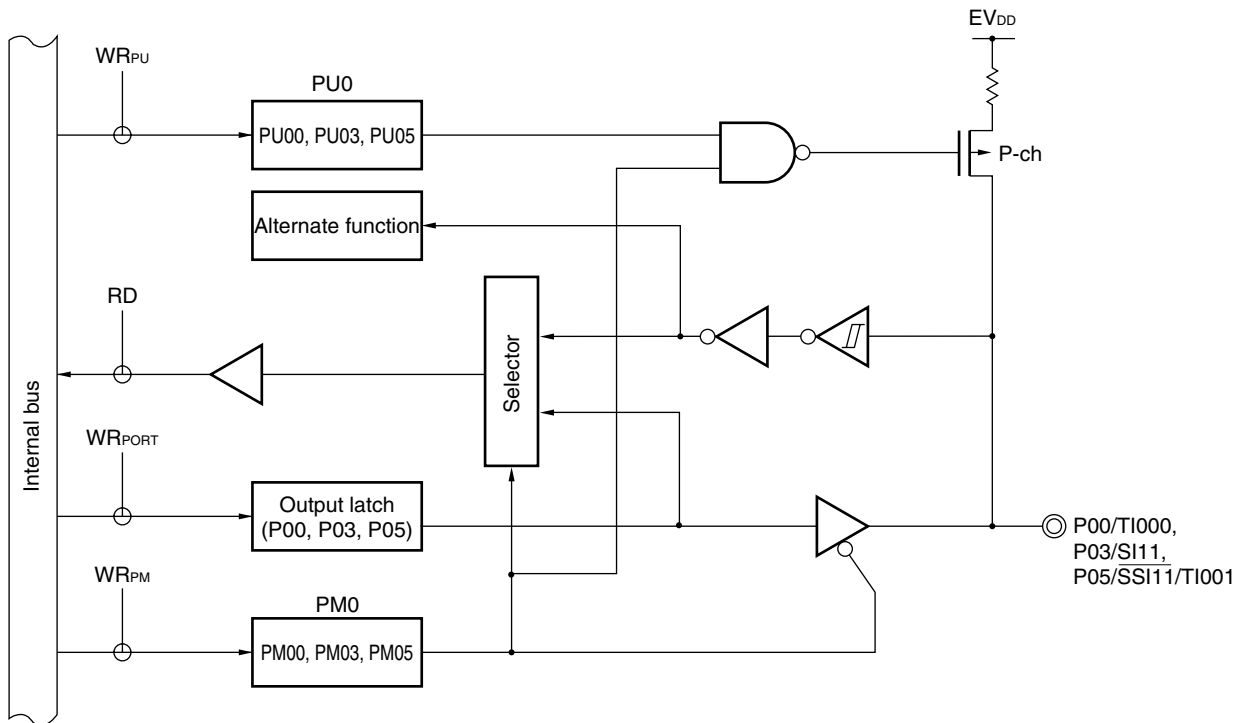 EVDD
WRPU
PU0
PU00, PU03, PU05
P-ch
Alternate function
RD
Selector
Internal bus
WRPORT
Output latch
(P00, P03, P05)
P00/TI000,
P03/SI11,
P05/SSI11/TI001
WRPM
PM0
PM00, PM03, PM05